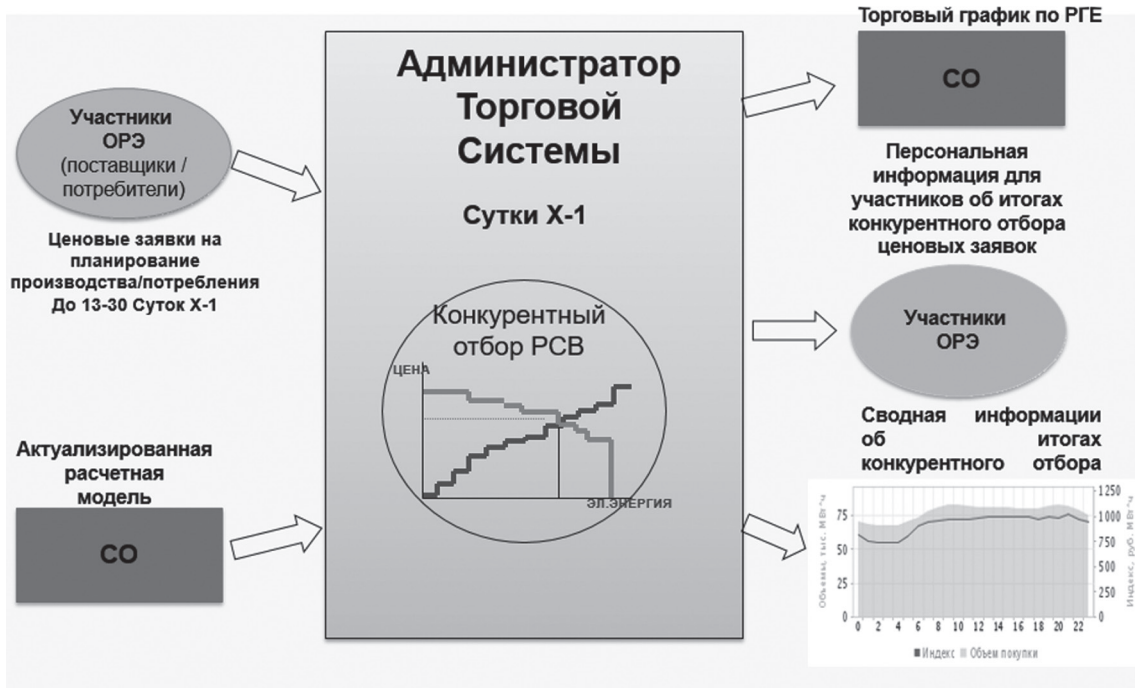 Участники
ОРЭ
(поставщики /
потребители)
Ценовые заявки на
планирование
производства/потребления
До 13-30 Суток X-1
Актуализированная
расчетная
модель
СО
Администратор
Торговой
Системы
Сутки X-1
Конкурентный
отбор РСВ
ЦЕНА
ЭЛ.ЭНЕРГИЯ
Торговый график по РГЕ
СО
Персональная
информация для
участников об итогах
конкурентного отбора
ценовых заявок
Участники
ОРЭ
Сводная информации
об итогах
конкурентного отбора
Объемы, тыс. МВт*ч
75
50
25
0
1250
1000
750
500
250
0
Индекс, руб. МВт*ч
0 2 4 6 8 10 12 14 16 18 20 22
Индекс Объем покупки